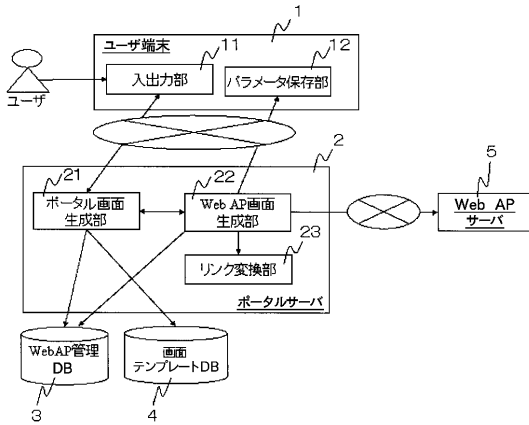 1
ユーザ端末
11
12
入出力部
パラメータ保存部
ユーザ
2
21
22
5
ポータル画面
生成部
Web AP画面
生成部
Web AP
サーバ
23
リンク変換部
ポータルサーバ
WebAP管理
DB
画面
テンプレートDB
3
4